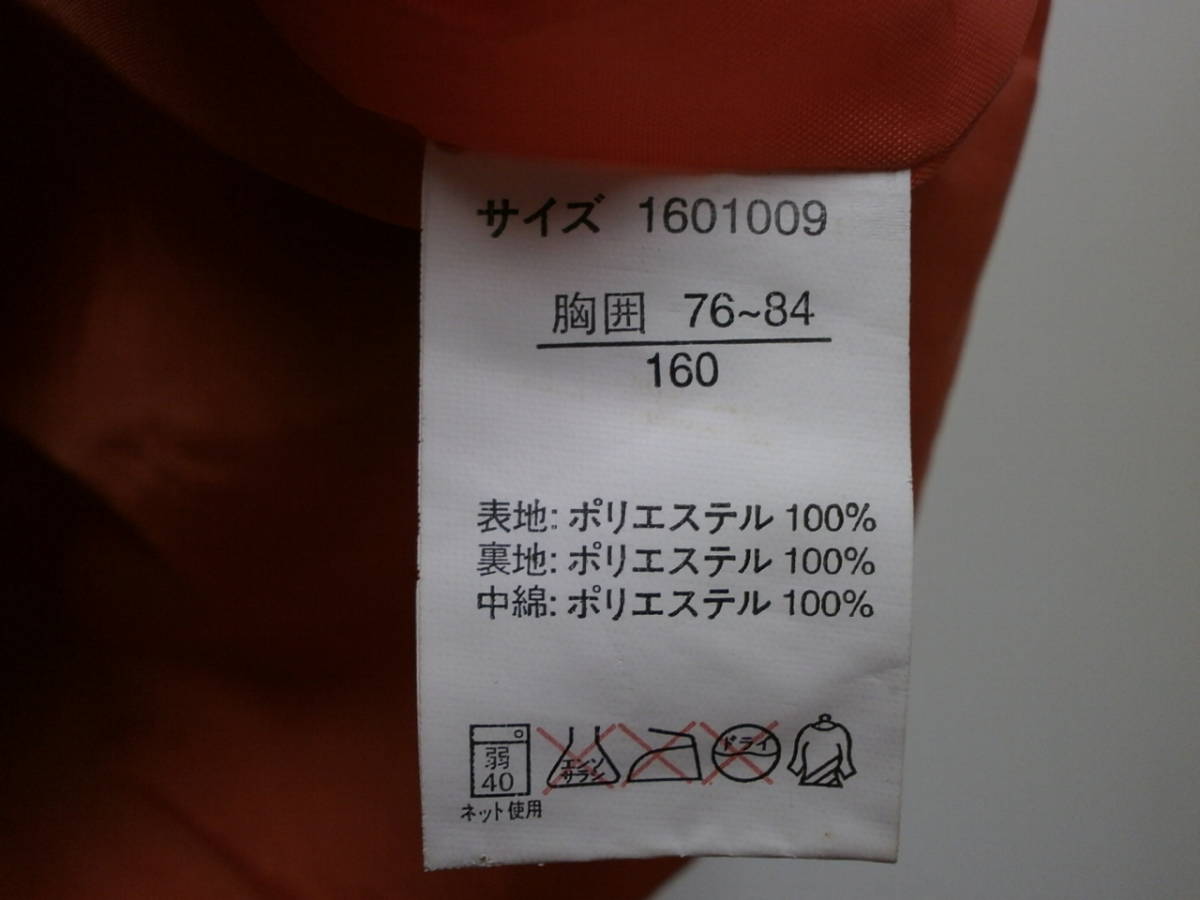 サイズ 1601009
胸囲 76~84
160
表地: ポリエステル 100%
裏地: ポリエステル 100%
中綿: ポリエステル 100%
弱
40
エンソ
サラシ
ドライ
ネット使用